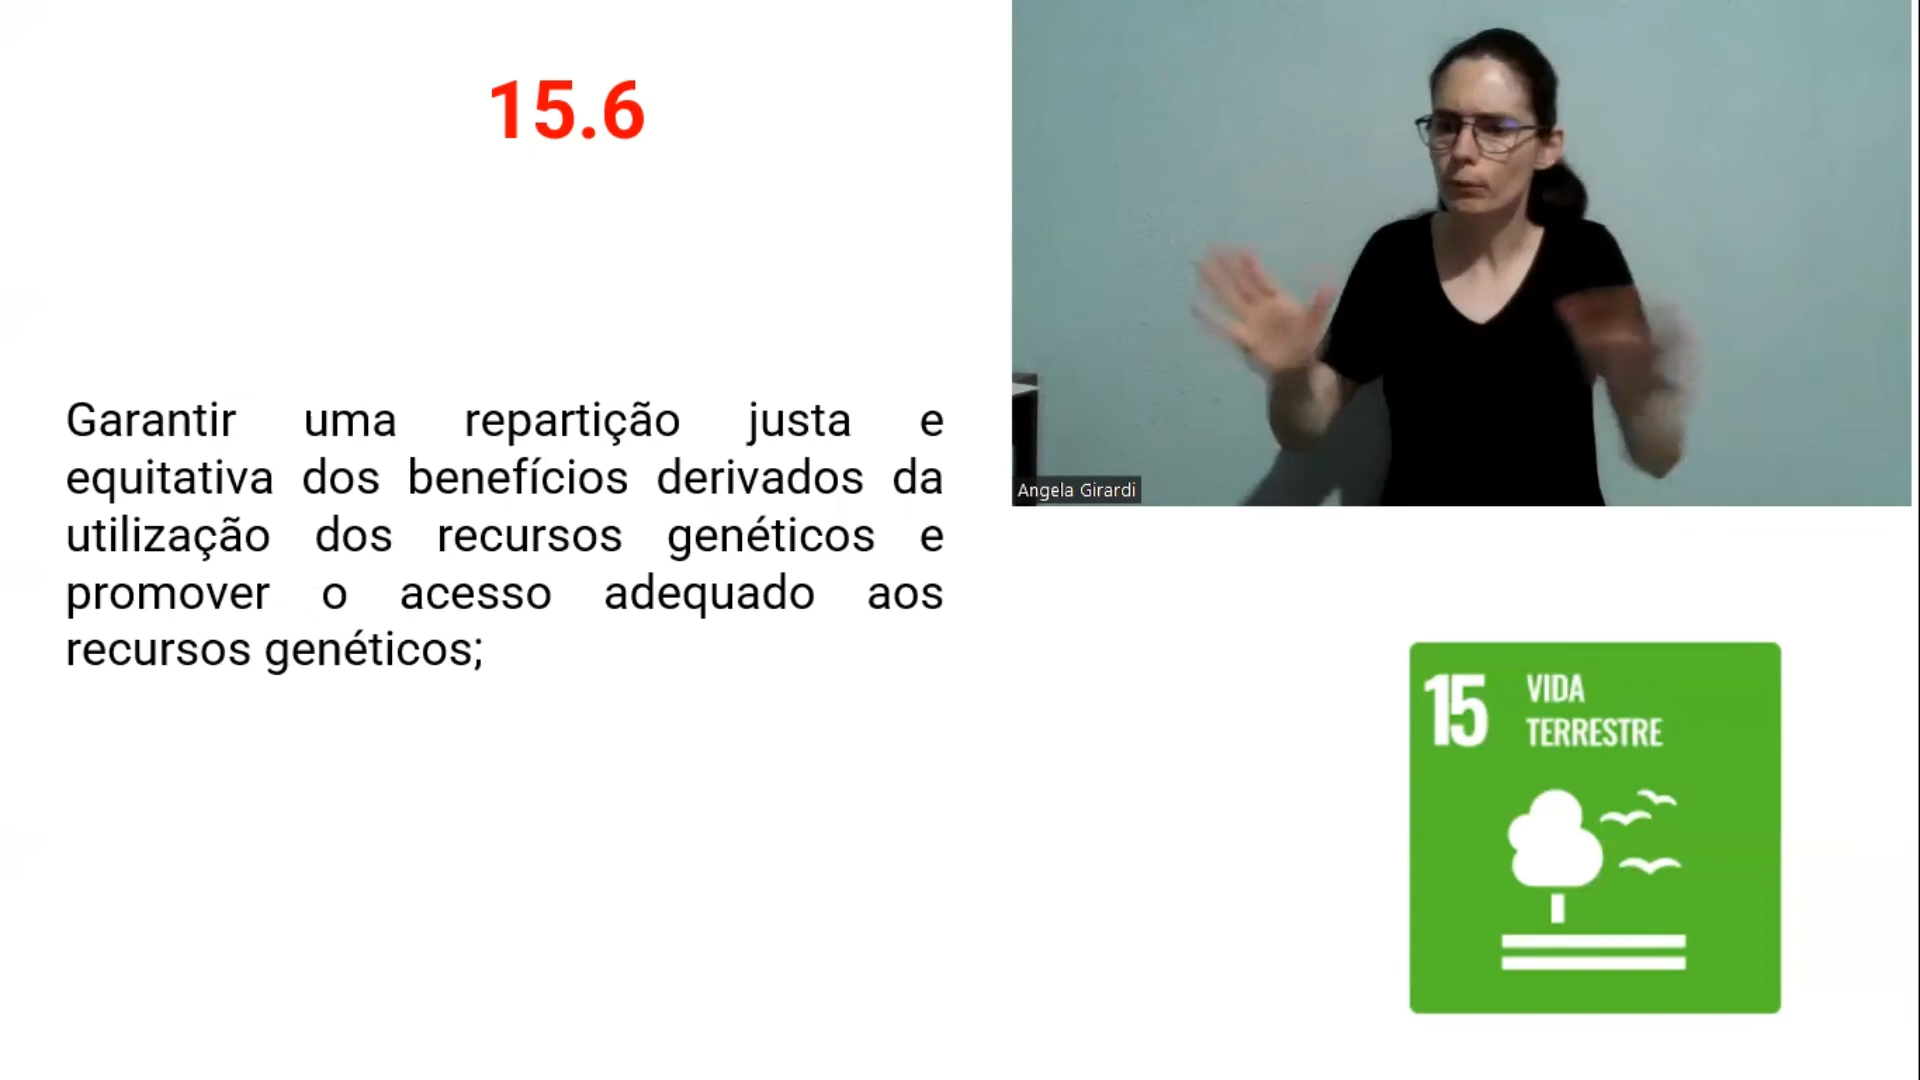 15.6
Garantir uma repartição justa e
equitativa dos benefícios derivados da
utilização dos recursos genéticos e
promover o acesso adequado aos
recursos genéticos;
Angela Girardi
15 VIDA
TERRESTRE